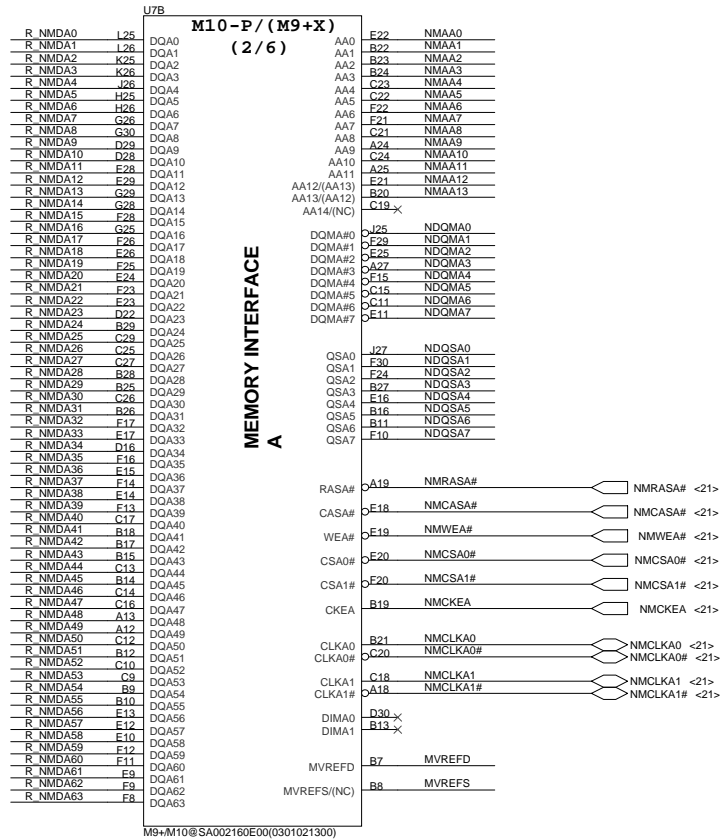 U7B
M10-P/(M9+X)
(2/6)
R_NMDA0 L25 DQA0
R_NMDA1 L26 DQA1
R_NMDA2 K25 DQA2
R_NMDA3 K26 DQA3
R_NMDA4 J26 DQA4
R_NMDA5 H25 DQA5
R_NMDA6 H26 DQA6
R_NMDA7 G26 DQA7
R_NMDA8 G30 DQA8
R_NMDA9 D29 DQA9
R_NMDA10 D28 DQA10
R_NMDA11 E28 DQA11
R_NMDA12 E29 DQA12
R_NMDA13 G29 DQA13
R_NMDA14 G28 DQA14
R_NMDA15 F28 DQA15
R_NMDA16 G25 DQA16
R_NMDA17 F26 DQA17
R_NMDA18 E26 DQA18
R_NMDA19 F25 DQA19
R_NMDA20 E24 DQA20
R_NMDA21 F23 DQA21
R_NMDA22 E23 DQA22
R_NMDA23 D22 DQA23
R_NMDA24 B29 DQA24
R_NMDA25 C29 DQA25
R_NMDA26 C25 DQA26
R_NMDA27 C27 DQA27
R_NMDA28 B28 DQA28
R_NMDA29 B25 DQA29
R_NMDA30 C26 DQA30
R_NMDA31 B26 DQA31
R_NMDA32 F17 DQA32
R_NMDA33 E17 DQA33
R_NMDA34 D16 DQA34
R_NMDA35 F16 DQA35
R_NMDA36 E15 DQA36
R_NMDA37 F14 DQA37
R_NMDA38 E14 DQA38
R_NMDA39 F13 DQA39
R_NMDA40 C17 DQA40
R_NMDA41 B18 DQA41
R_NMDA42 B17 DQA42
R_NMDA43 B15 DQA43
R_NMDA44 C13 DQA44
R_NMDA45 B14 DQA45
R_NMDA46 C14 DQA46
R_NMDA47 C16 DQA47
R_NMDA48 A13 DQA48
R_NMDA49 A12 DQA49
R_NMDA50 C12 DQA50
R_NMDA51 B12 DQA51
R_NMDA52 C10 DQA52
R_NMDA53 C9 DQA53
R_NMDA54 B9 DQA54
R_NMDA55 B10 DQA55
R_NMDA56 E13 DQA56
R_NMDA57 E12 DQA57
R_NMDA58 E10 DQA58
R_NMDA59 F12 DQA59
R_NMDA60 F11 DQA60
R_NMDA61 E9 DQA61
R_NMDA62 F9 DQA62
R_NMDA63 F8 DQA63
MEMORY INTERFACE
A
AA0 E22 NMAA0
AA1 B22 NMAA1
AA2 B23 NMAA2
AA3 B24 NMAA3
AA4 C23 NMAA4
AA5 C22 NMAA5
AA6 F22 NMAA6
AA7 F21 NMAA7
AA8 C21 NMAA8
AA9 A24 NMAA9
AA10 C24 NMAA10
AA11 A25 NMAA11
AA12/(AA13) E21 NMAA12
AA13/(AA12) B20 NMAA13
AA14/(NC) C19
DQMA#0 J25 NDQMA0
DQMA#1 F29 NDQMA1
DQMA#2 E25 NDQMA2
DQMA#3 A27 NDQMA3
DQMA#4 F15 NDQMA4
DQMA#5 C15 NDQMA5
DQMA#6 C11 NDQMA6
DQMA#7 E11 NDQMA7
QSA0 J27 NDQSA0
QSA1 F30 NDQSA1
QSA2 F24 NDQSA2
QSA3 B27 NDQSA3
QSA4 E16 NDQSA4
QSA5 B16 NDQSA5
QSA6 B11 NDQSA6
QSA7 F10 NDQSA7
RASA# A19 NMRASA# NMRASA# <21>
CASA# E18 NMCASA# NMCASA# <21>
WEA# E19 NMWEA# NMWEA# <21>
CSA0# E20 NMCSA0# NMCSA0# <21>
CSA1# F20 NMCSA1# NMCSA1# <21>
CKEA B19 NMCKEA NMCKEA <21>
CLKA0 B21 NMCLKA0 NMCLKA0 <21>
CLKA0# C20 NMCLKA0# NMCLKA0# <21>
CLKA1 C18 NMCLKA1 NMCLKA1 <21>
CLKA1# A18 NMCLKA1# NMCLKA1# <21>
DIMA0 D30
DIMA1 B13
MVREFD B7 MVREFD
MVREFS/(NC) B8 MVREFS
M9+/M10@SA002160E00(0301021300)